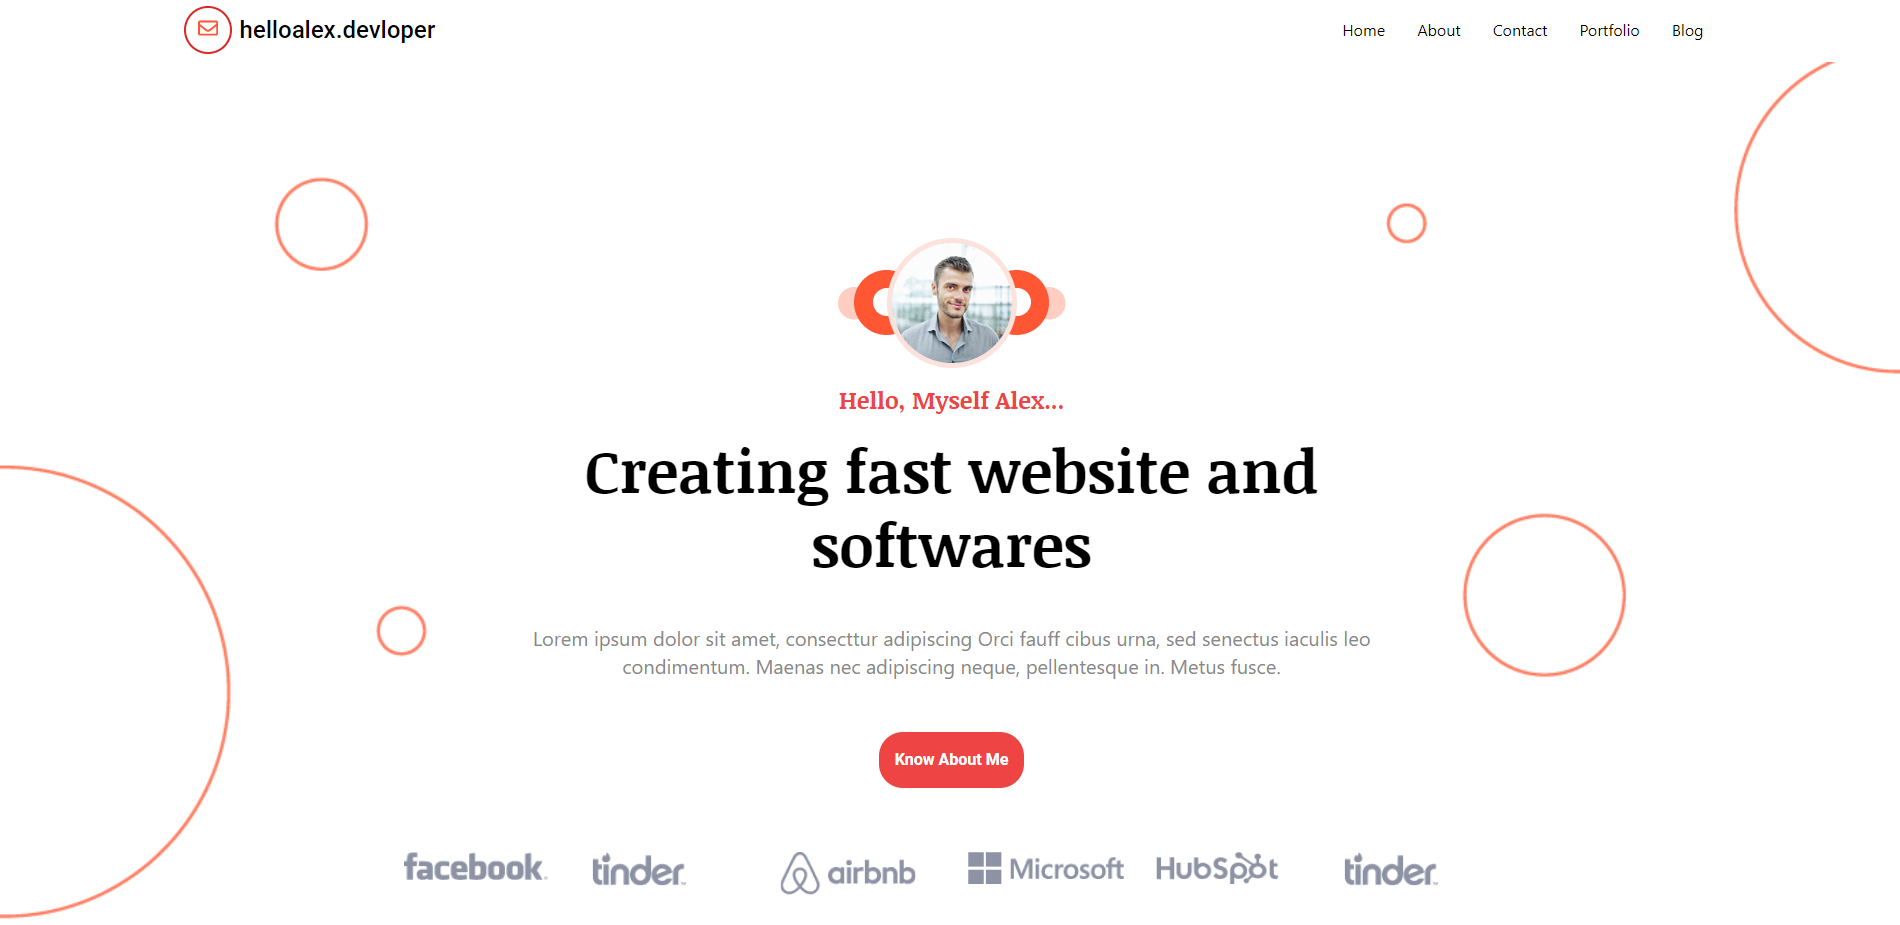 helloalex.devloper
Home About Contact Portfolio Blog
Hello, Myself Alex...
Creating fast website and
softwares
Lorem ipsum dolor sit amet, consecttur adipiscing Orci fauff cibus urna, sed senectus iaculis leo
condimentum. Maenas nec adipiscing neque, pellentesque in. Metus fusce.
Know About Me
facebook. tinder airbnb Microsoft HubSpot tinder